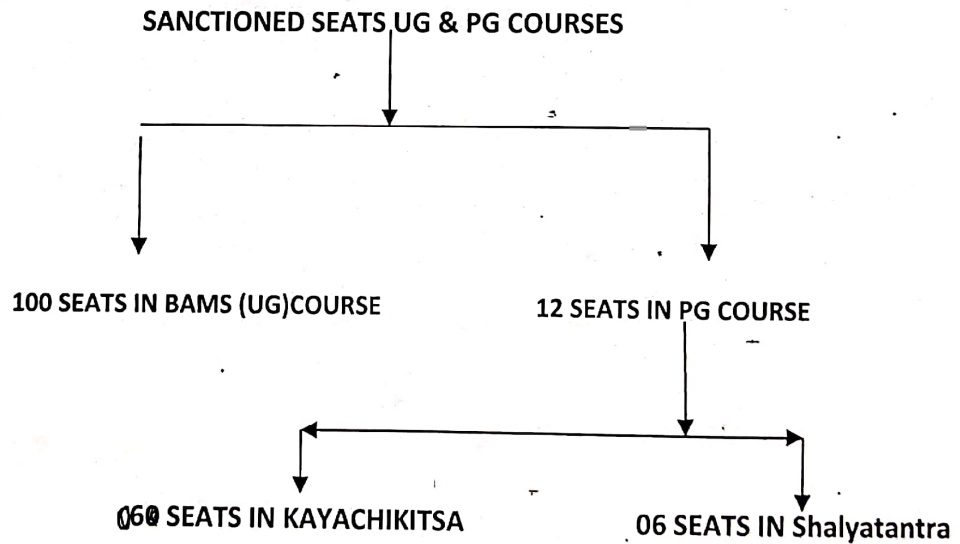 SANCTIONED SEATS UG & PG COURSES
100 SEATS IN BAMS (UG)COURSE
12 SEATS IN PG COURSE
SEATS IN KAYACHIKITSA
06 SEATS IN Shalyatantra